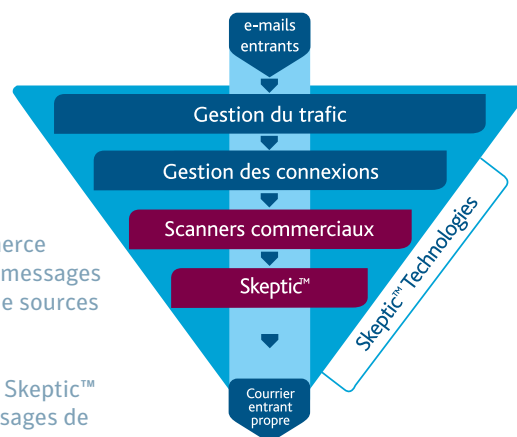 e-mails
entrants
Gestion du trafic
Gestion des connexions
Scanners commerciaux
Skeptic™
Skeptic™ Technologies
Courrier
entrant
propre
messages
e sources
Skeptic™
sages de